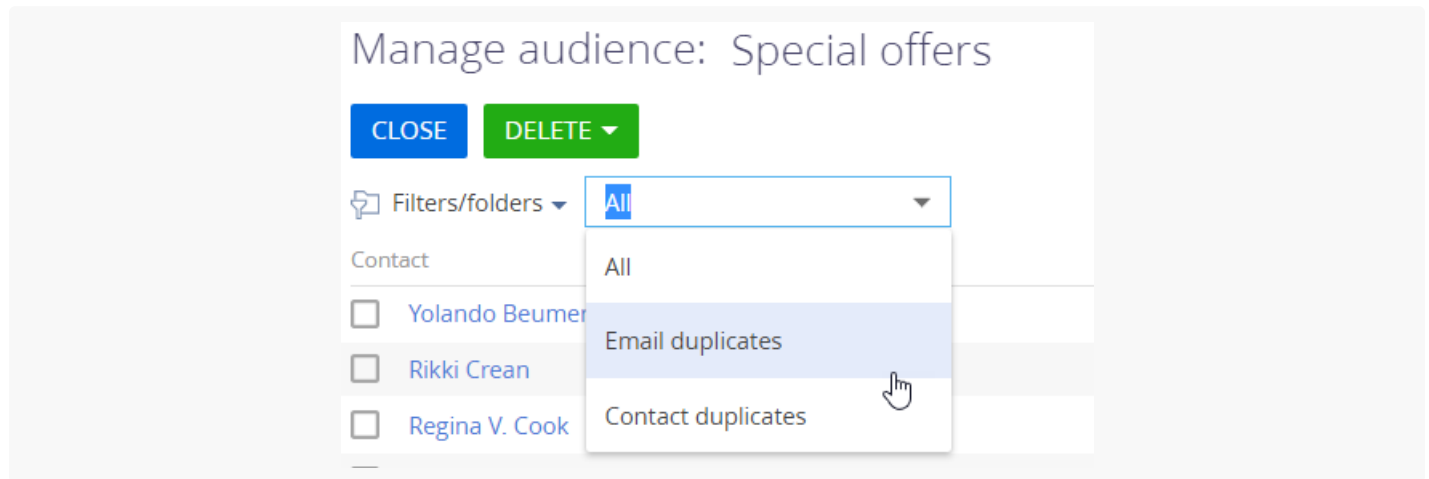 Manage audience: Special offers
CLOSE DELETE
Filters/folders All
Contact
All
Yolando Beumer
Email duplicates
Rikki Crean
Contact duplicates
Regina V. Cook